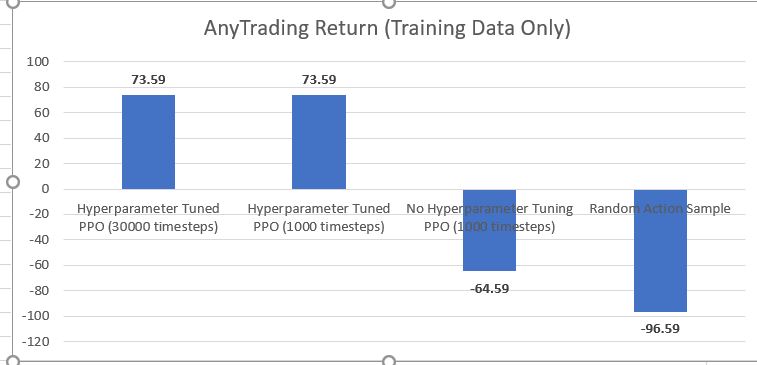 AnyTrading Return (Training Data Only)
100
80
60
40
20
0
-20
-40
-60
-80
-100
-120
73.59
73.59
-64.59
-96.59
Hyperparameter Tuned
PPO (30000 timesteps)
Hyperparameter Tuned
PPO (1000 timesteps)
No Hyperparameter Tuning
PPO (1000 timesteps)
Random Action Sample